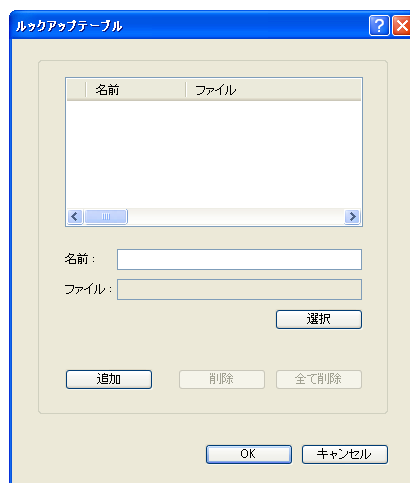 ルックアップテーブル
名前 ファイル
名前：
ファイル：
選択
追加 削除 全て削除
OK キャンセル